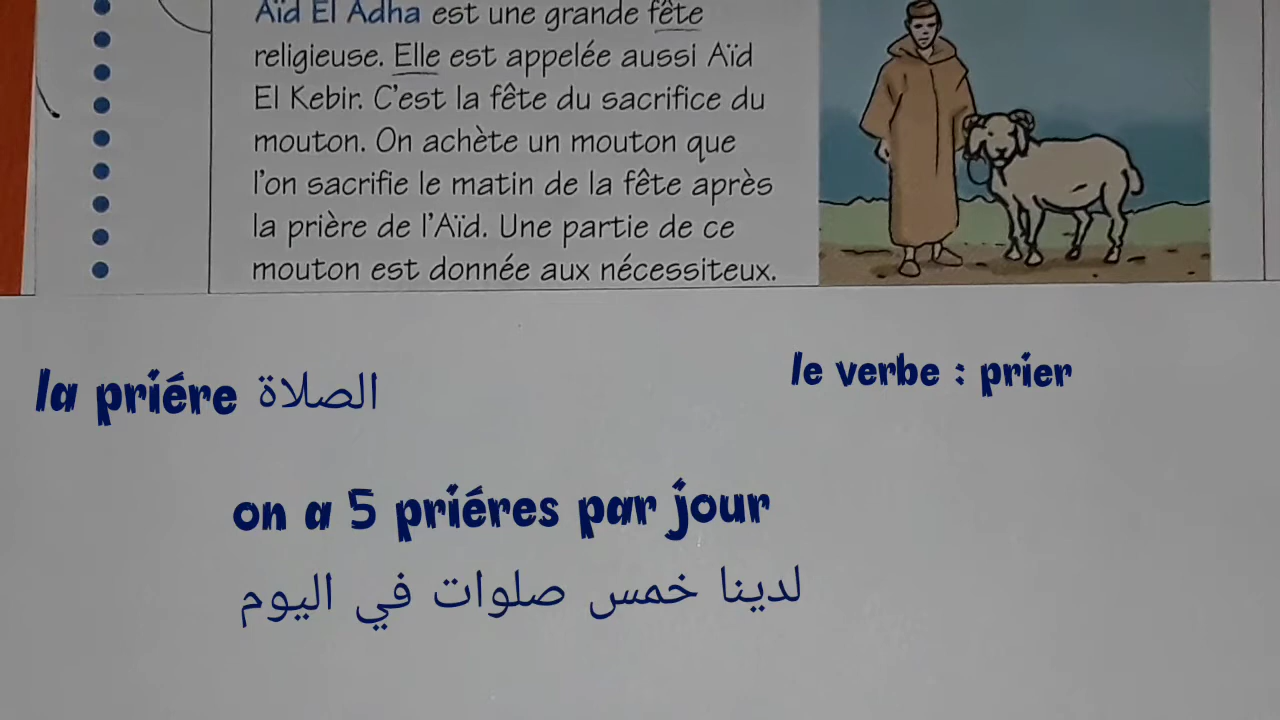 Aïd El Adha est une grande fête
religieuse. Elle est appelée aussi Aïd
El Kebir. C'est la fête du sacrifice du
mouton. On achète un mouton que
l'on sacrifie le matin de la fête après
la prière de l'Aïd. Une partie de ce
mouton est donnée aux nécessiteux.
la priére الصلاة
le verbe : prier
on a 5 priéres par jour
لدينا خمس صلوات في اليوم